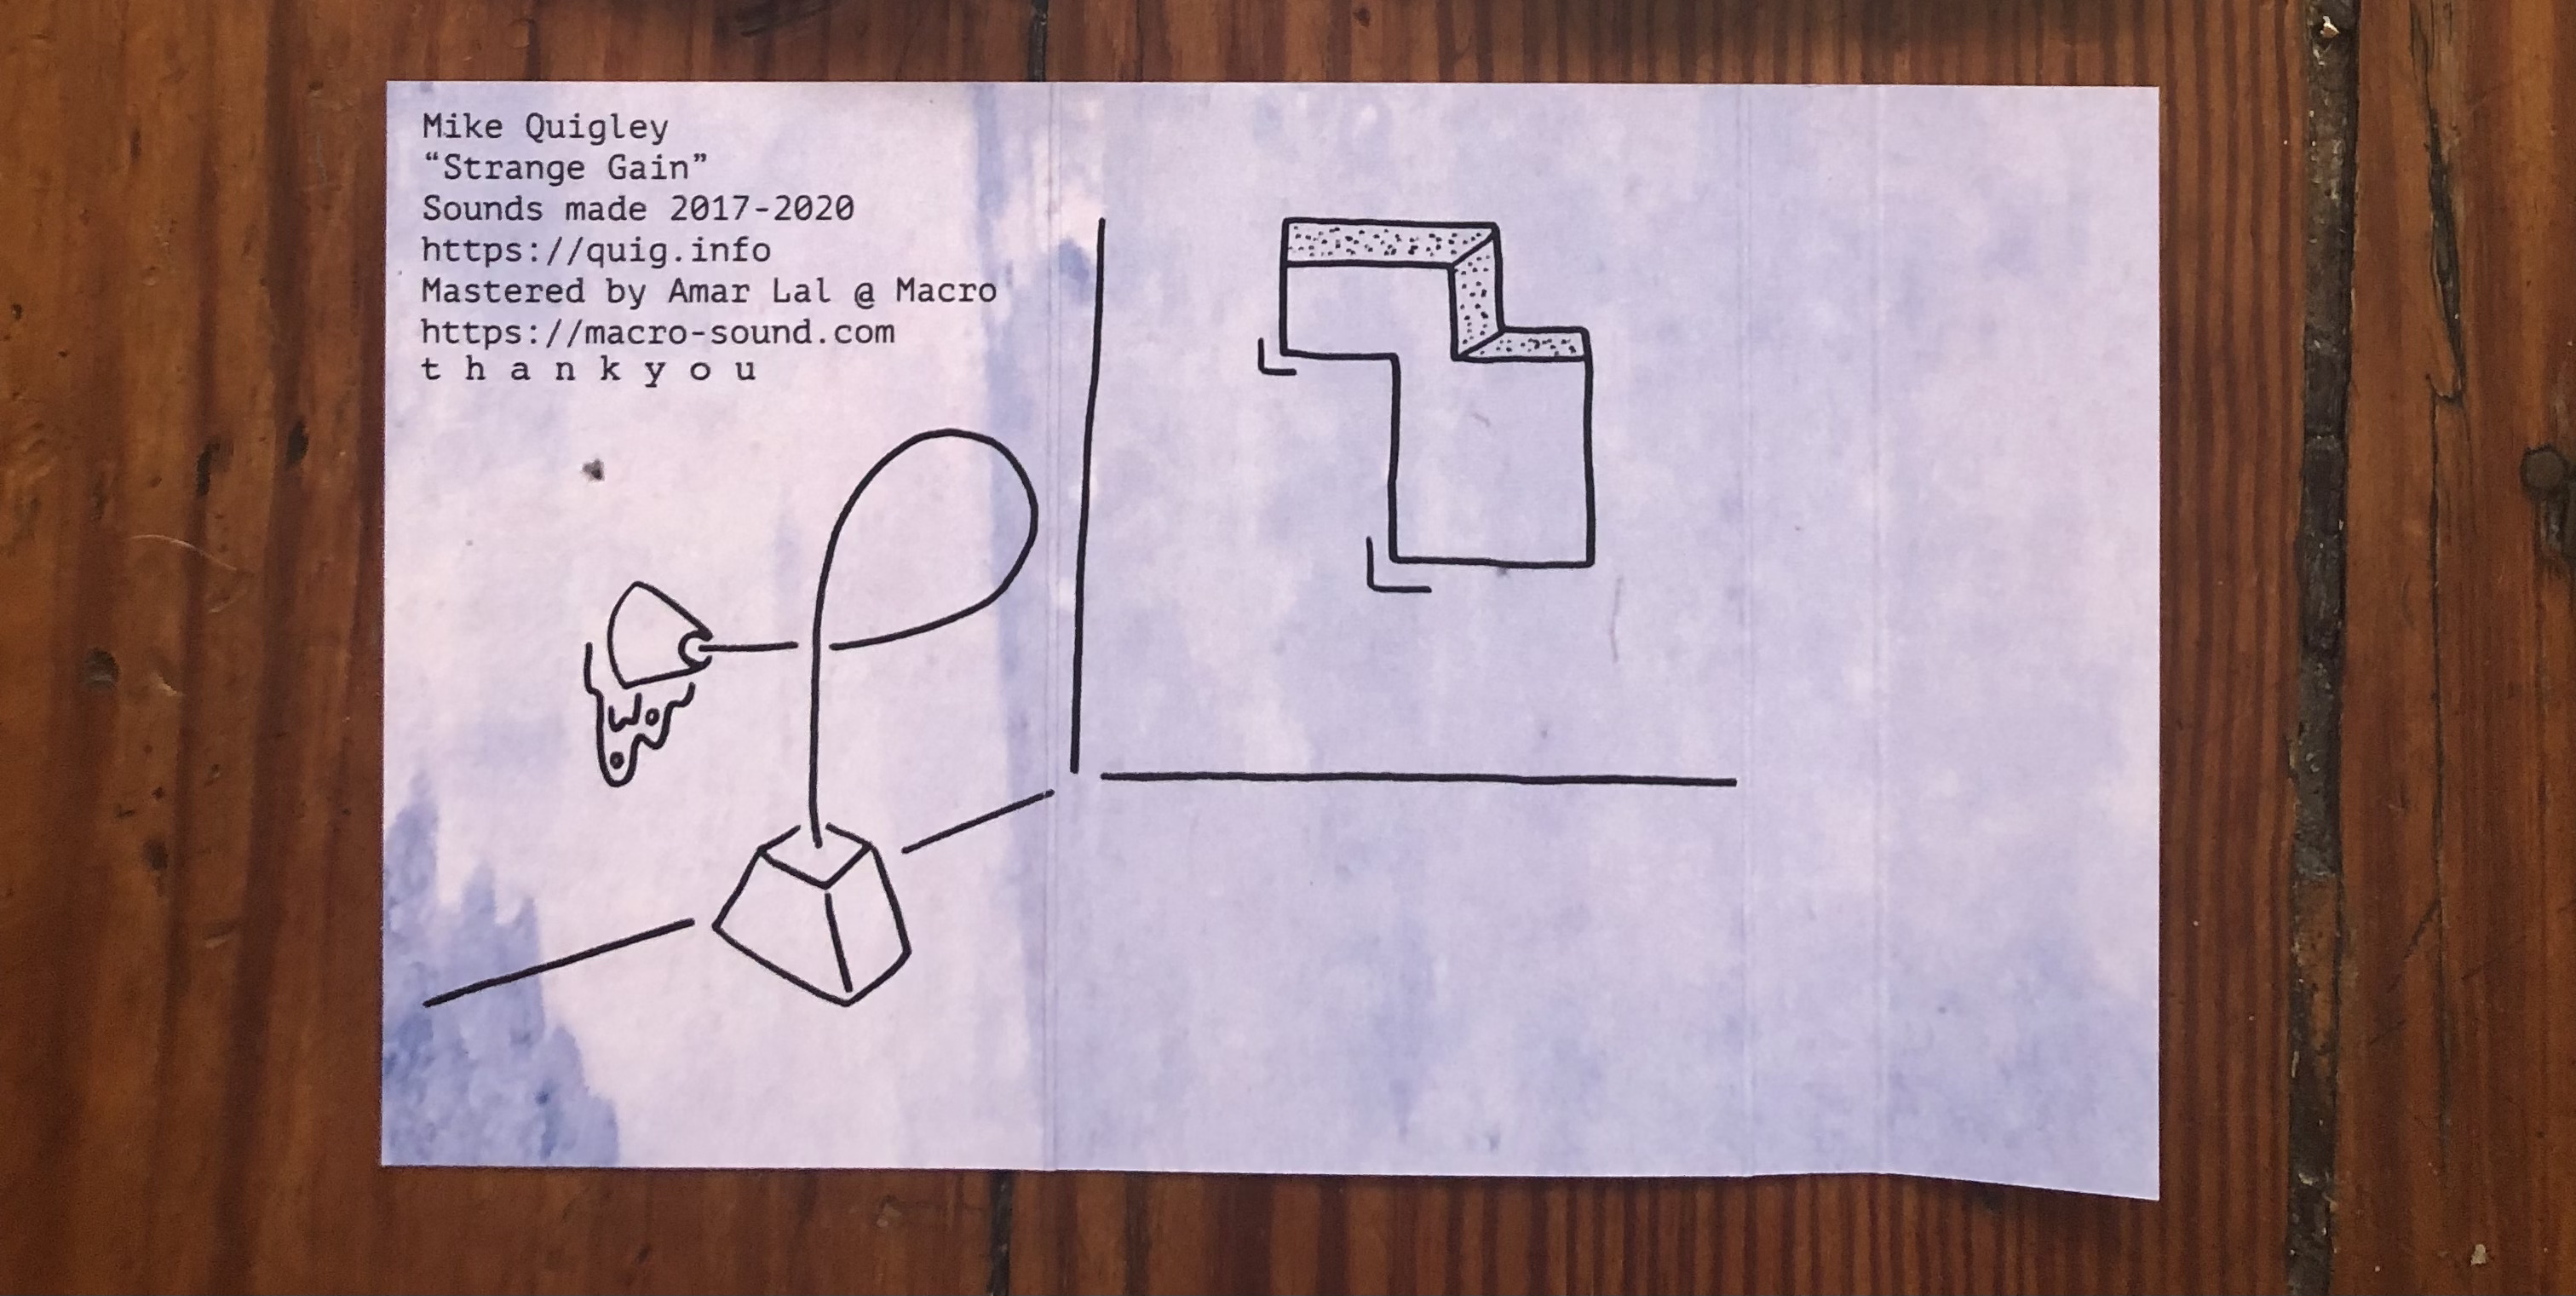 Mike Quigley
“Strange Gain”
Sounds made 2017-2020
https://quig.info
Mastered by Amar Lal @ Macro
https://macro-sound.com
t h a n k y o u